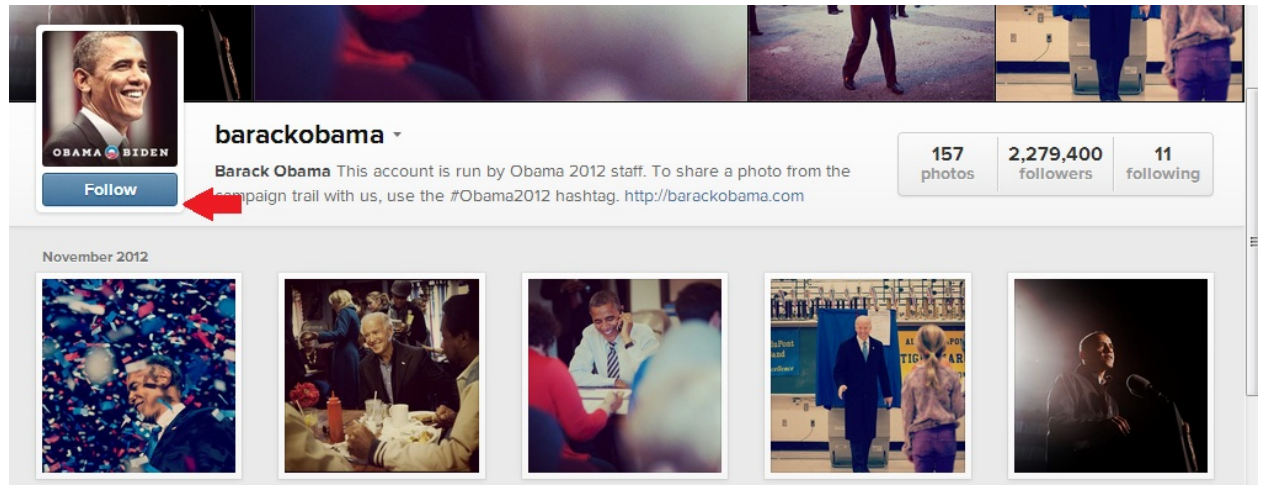 OBAMA BIDEN
Follow
barackobama
Barack Obama This account is run by Obama 2012 staff. To share a photo from the
paign trail with us, use the #Obama2012 hashtag. http://barackobama.com
157
photos
2,279,400
followers
11
following
November 2012